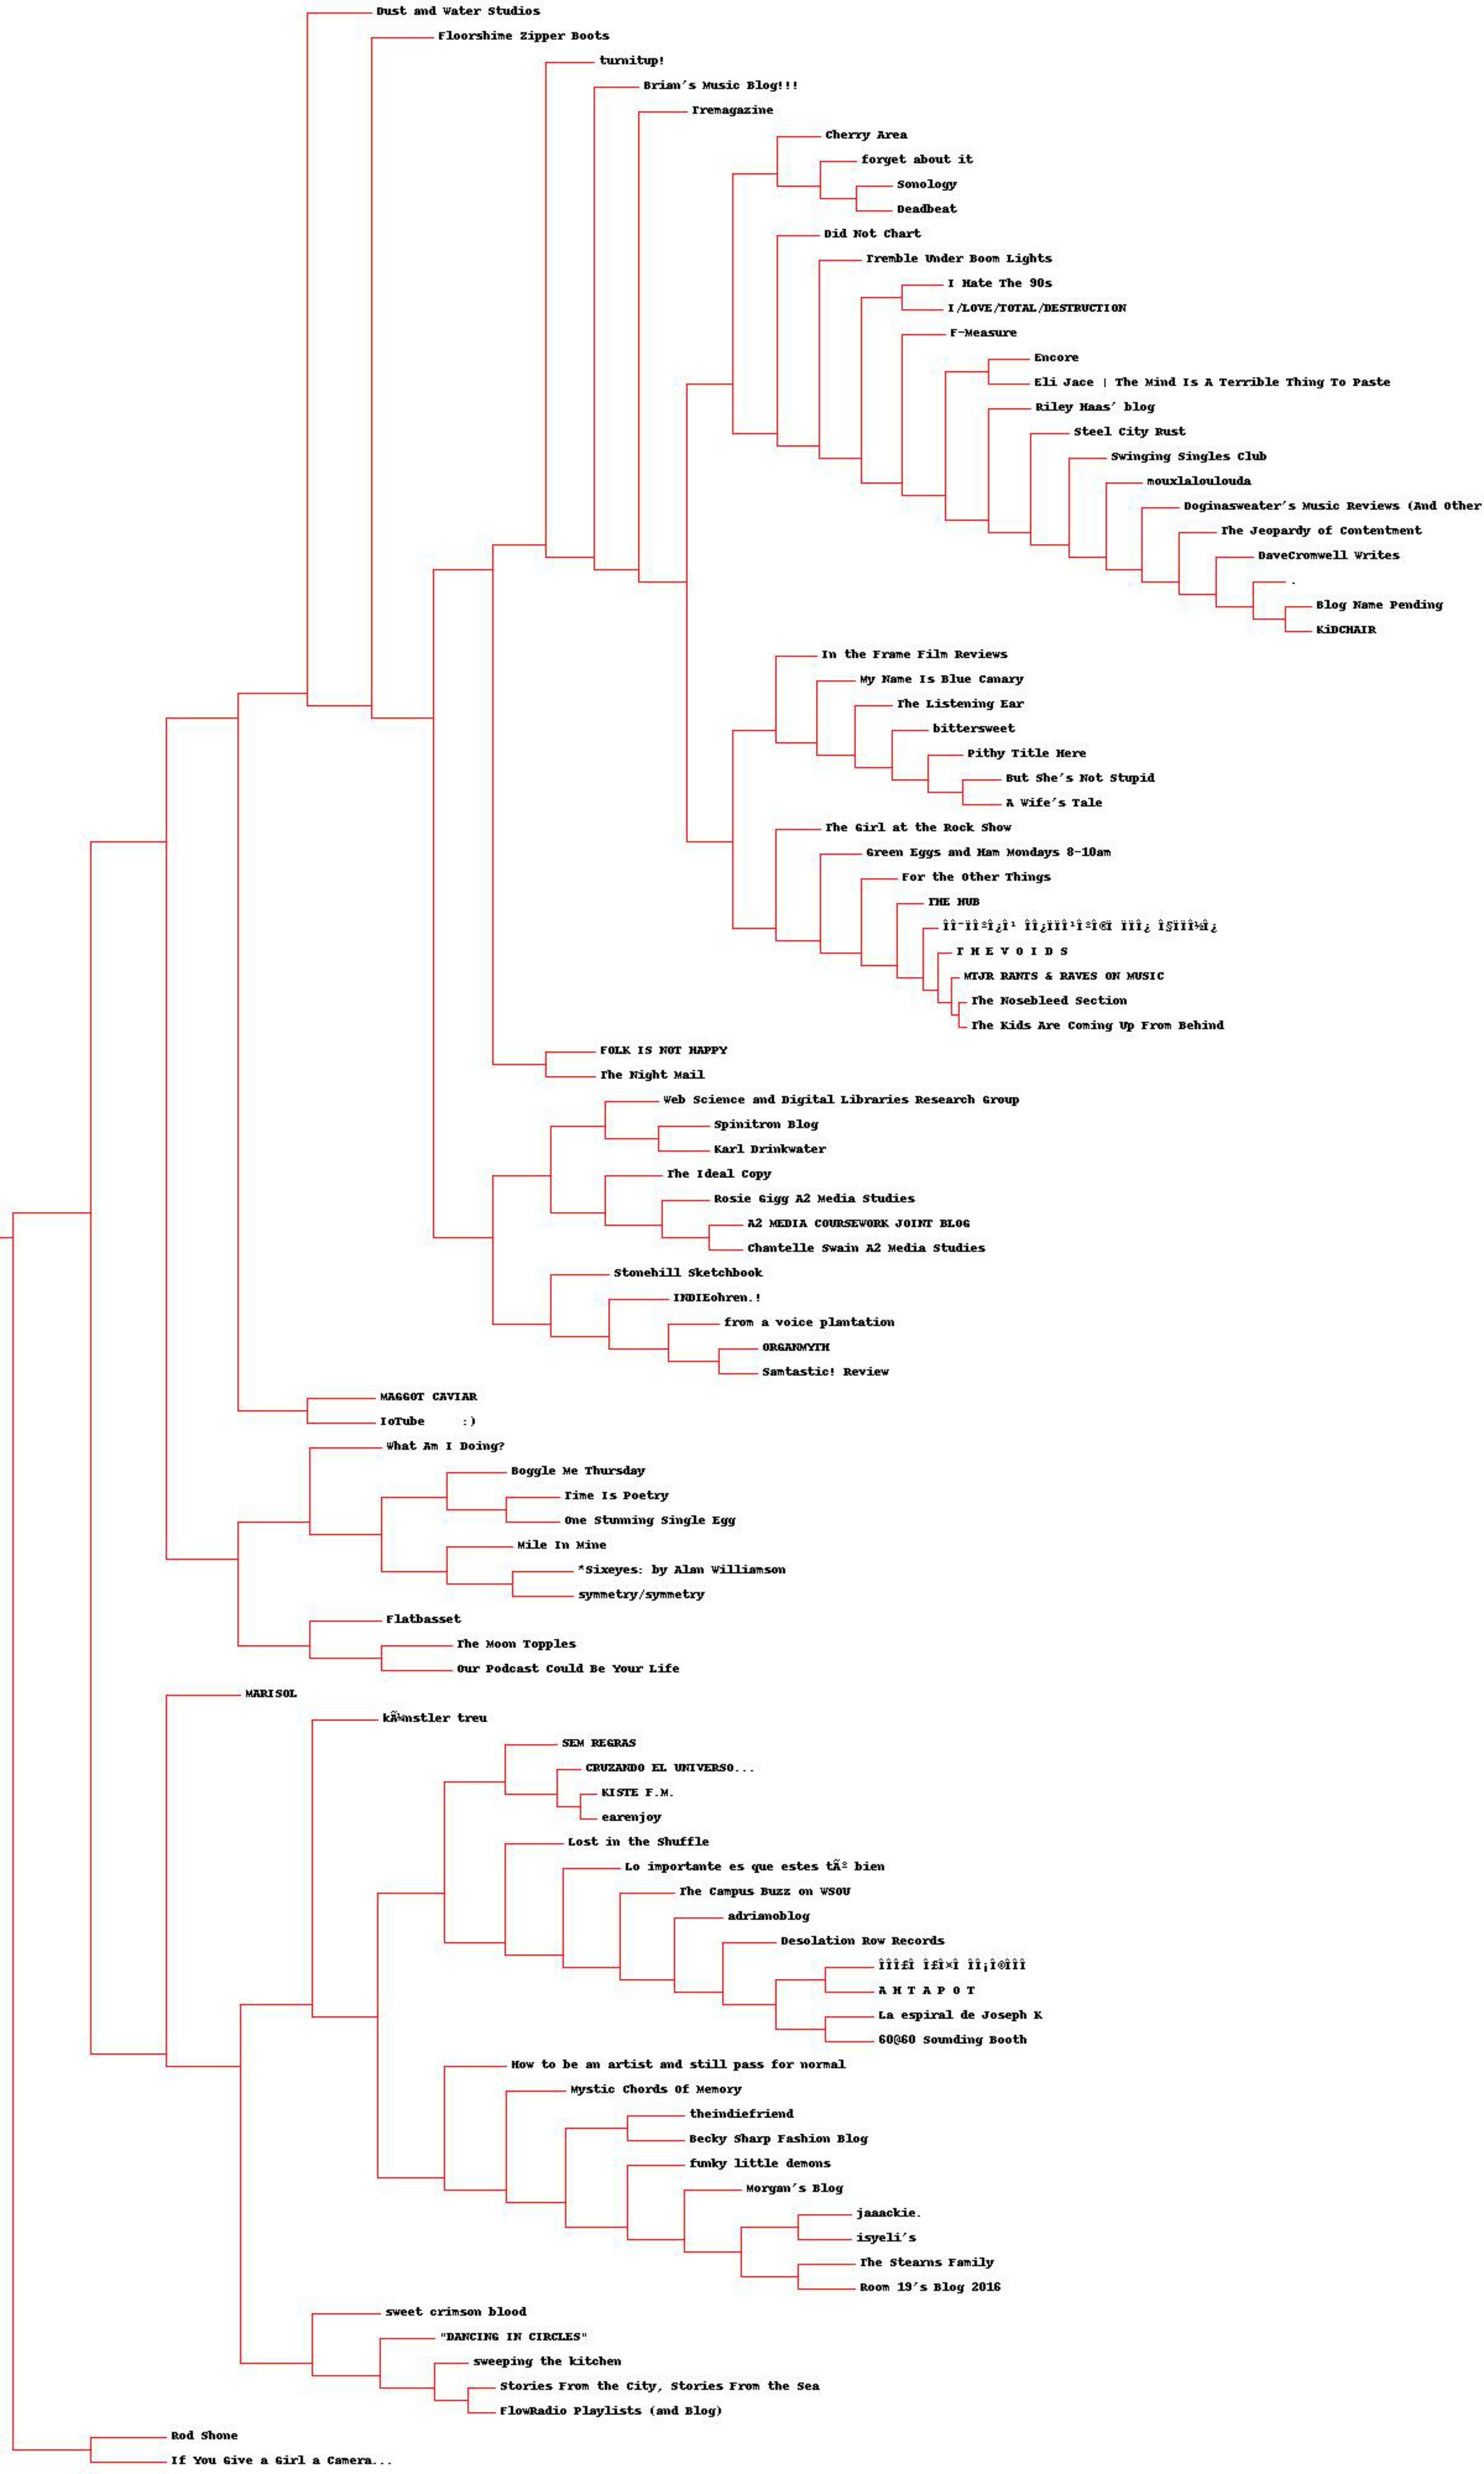 Dust and Water Studios
Floorshime Zipper Boots
turnitup!
Brian's Music Blog!!!
Tremagazine
Cherry Area
forget about it
Sonology
Deadbeat
Did Not Chart
Tremble Under Boom Lights
I Hate The 90s
I/LOVE/TOTAL/DESTRUCTION
F-Measure
Encore
Eli Jace | The Mind Is A Terrible Thing To Paste
Riley Haas' blog
Steel City Rust
Swinging Singles Club
mouxlaloulouda
Doginasweater's Music Reviews (And Other
The Jeopardy of Contentment
DaveCromwell Writes
.
Blog Name Pending
KiDCHAIR
In the Frame Film Reviews
My Name Is Blue Canary
The Listening Ear
bittersweet
Pithy Title Here
But She's Not Stupid
A Wife's Tale
The Girl at the Rock Show
Green Eggs and Ham Mondays 8-10am
For the Other Things
THE HUB
T H E V O I D S
MTJR RANTS & RAVES ON MUSIC
The Nosebleed Section
The Kids Are Coming Up From Behind
FOLK IS NOT HAPPY
The Night Mail
Web Science and Digital Libraries Research Group
Spinitron Blog
Karl Drinkwater
The Ideal Copy
Rosie Gigg A2 Media Studies
A2 MEDIA COURSEWORK JOINT BLOG
Chantelle Swain A2 Media Studies
Stonehill Sketchbook
INDIEohren.!
from a voice plantation
ORGANMYTH
Samtastic! Review
MAGGOT CAVIAR
IoTube :)
What Am I Doing?
Boggle Me Thursday
Time Is Poetry
One Stunning Single Egg
Mile In Mine
*Sixeyes: by Alan Williamson
symmetry/symmetry
Flatbasset
The Moon Topples
Our Podcast Could Be Your Life
MARISOL
kÃ¼nstler treu
SEM REGRAS
CRUZANDO EL UNIVERSO...
KISTE F.M.
earenjoy
Lost in the Shuffle
Lo importante es que estes tÃº bien
The Campus Buzz on WSOU
adrianoblog
Desolation Row Records
A H T A P O T
La espiral de Joseph K
60@60 Sounding Booth
How to be an artist and still pass for normal
Mystic Chords Of Memory
theindiefriend
Becky Sharp Fashion Blog
funky little demons
Morgan's Blog
jaaackie.
isyeli's
The Stearns Family
Room 19's Blog 2016
sweet crimson blood
"DANCING IN CIRCLES"
sweeping the kitchen
Stories From the City, Stories From the Sea
FlowRadio Playlists (and Blog)
Rod Shone
If You Give a Girl a Camera...